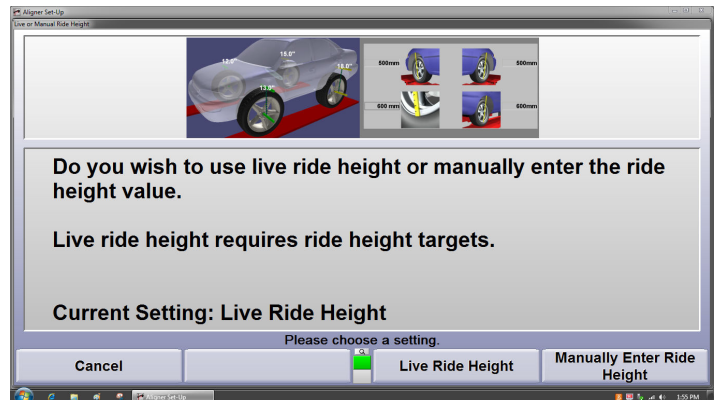 Aligner Set-Up
Live or Manual Ride Height
12.0"
15.0"
15.0"
13.0"
500mm
500mm
600 mm
600mm
Do you wish to use live ride height or manually enter the ride
height value.
Live ride height requires ride height targets.
Current Setting: Live Ride Height
Please choose a setting.
Cancel
Live Ride Height
Manually Enter Ride
Height
Aligner Set-Up
1:55 PM